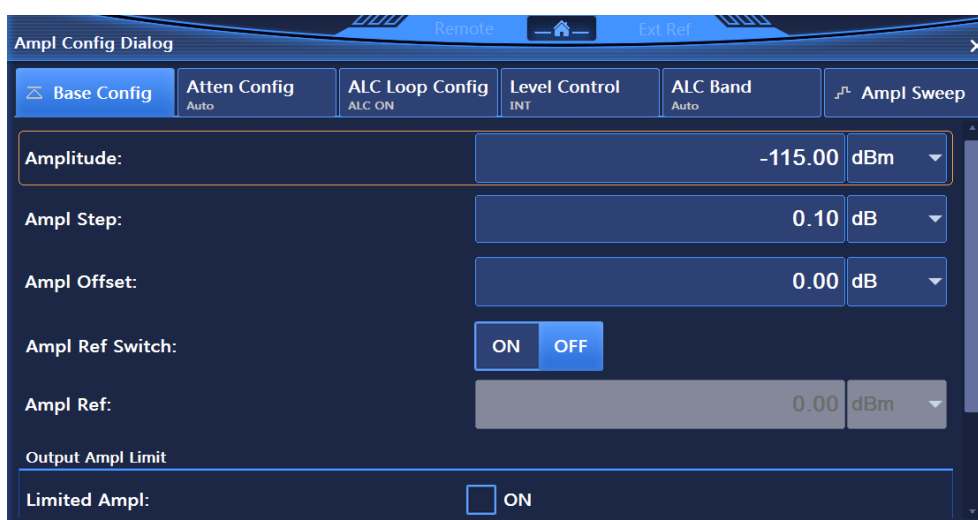 Remote Ext Ref
Ampl Config Dialog
Base Config Atten Config ALC Loop Config Level Control ALC Band Ampl Sweep
Auto ALC ON INT Auto
Amplitude: -115.00 dBm
Ampl Step: 0.10 dB
Ampl Offset: 0.00 dB
Ampl Ref Switch: ON OFF
Ampl Ref: 0.00 dBm
Output Ampl Limit
Limited Ampl: ON